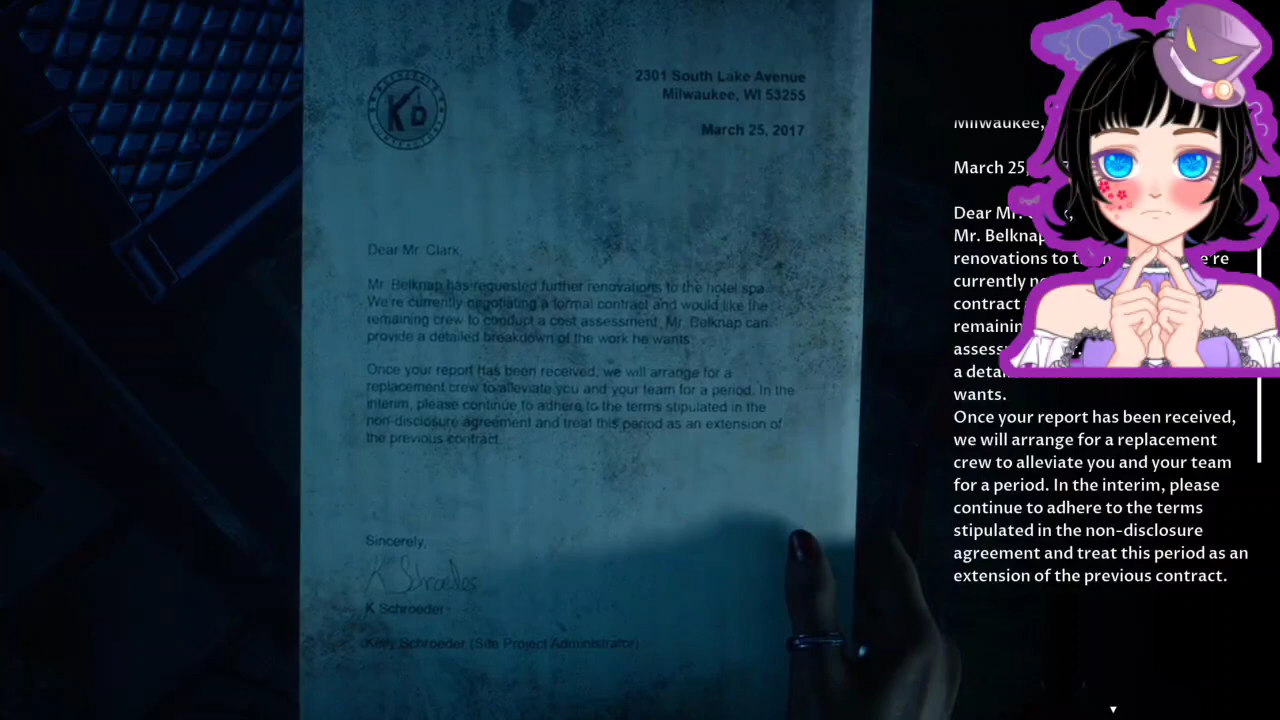 2301 South Lake Avenue
Milwaukee, WI 53255
March 25, 2017
KD
Dear Mr. Clark,
Mr. Belknap has requested further renovations to the hotel spa.
We're currently negotiating a formal contract and would like the
remaining crew to conduct a cost assessment. Mr. Belknap can
provide a detailed breakdown of the work he wants.
Once your report has been received, we will arrange for a
replacement crew to alleviate you and your team for a period. In the
interim, please continue to adhere to the terms stipulated in the
non-disclosure agreement and treat this period as an extension of
the previous contract.
Sincerely,
K Schroeder
K Schroeder
Kelly Schroeder (Site Project Administrator)
Milwaukee,
March 25,
Dear Mr.
Mr. Belknap
renovations to
currently
contract
remaining
a
wants.
Once your report has been received,
we will arrange for a replacement
crew to alleviate you and your team
for a period. In the interim, please
continue to adhere to the terms
stipulated in the non-disclosure
agreement and treat this period as an
extension of the previous contract.